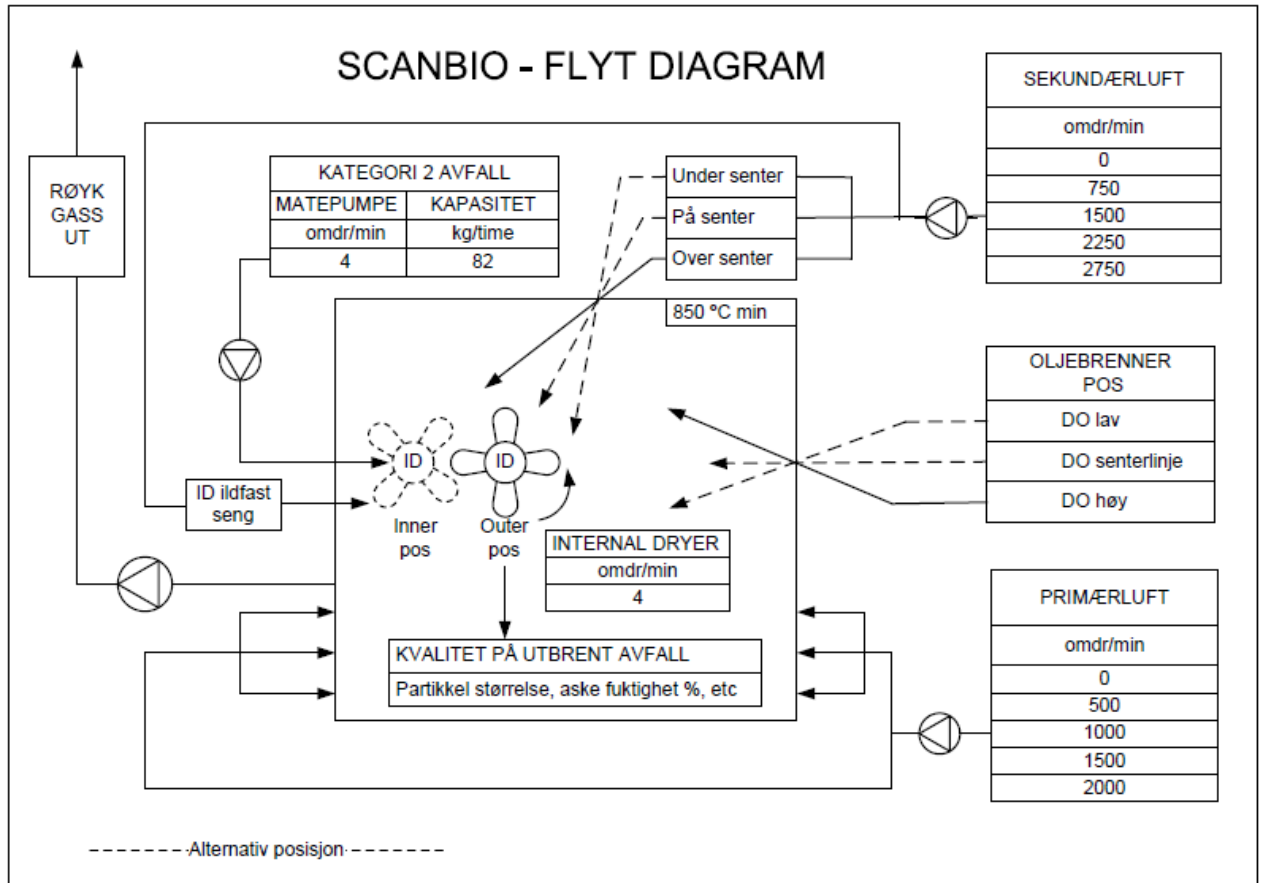 SCANBIO - FLYT DIAGRAM
RØYK
GASS
UT
KATEGORI 2 AVFALL
MATEPUMPE KAPASITET
omdr/min kg/time
4 82
Under senter
På senter
Over senter
SEKUNDÆRLUFT
omdr/min
0
750
1500
2250
2750
850 ºC min
OLJEBRENNER
POS
DO lav
DO senterlinje
DO høy
ID
ID
ID ildfast
seng
Inner
pos
Outer
pos
INTERNAL DRYER
omdr/min
4
KVALITET PÅ UTBRENT AVFALL
Partikkel størrelse, aske fuktighet %, etc
PRIMÆRLUFT
omdr/min
0
500
1000
1500
2000
Alternativ posisjon